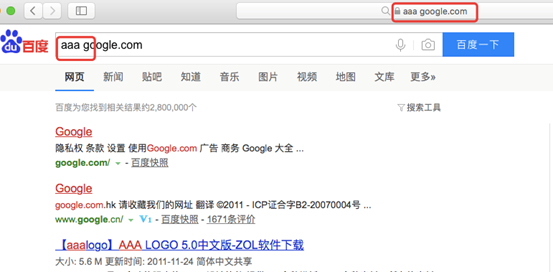 aaa google.com
du百度 aaa google.com 百度一下
网页 新闻 贴吧 知道 音乐 图片 视频 地图 文库 更多»
百度为您找到相关结果约2,800,000个 搜索工具
Google
隐私权 条款 设置 使用Google.com 广告 商务 Google 大全 ...
google.com/ - 百度快照
Google
google.com.hk 请收藏我们的网址 翻译 ©2011 - ICP证合字B2-20070004号 ...
www.google.cn/ - V1 - 百度快照 - 1671条评价
【aaalogo】AAA LOGO 5.0中文版-ZOL软件下载
大小: 5.6 M 更新时间: 2011-11-24 简体中文共享